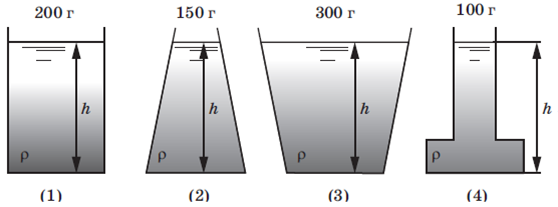 200 г 150 г 300 г 100 г
h h h h
ρ ρ ρ ρ
(1) (2) (3) (4)